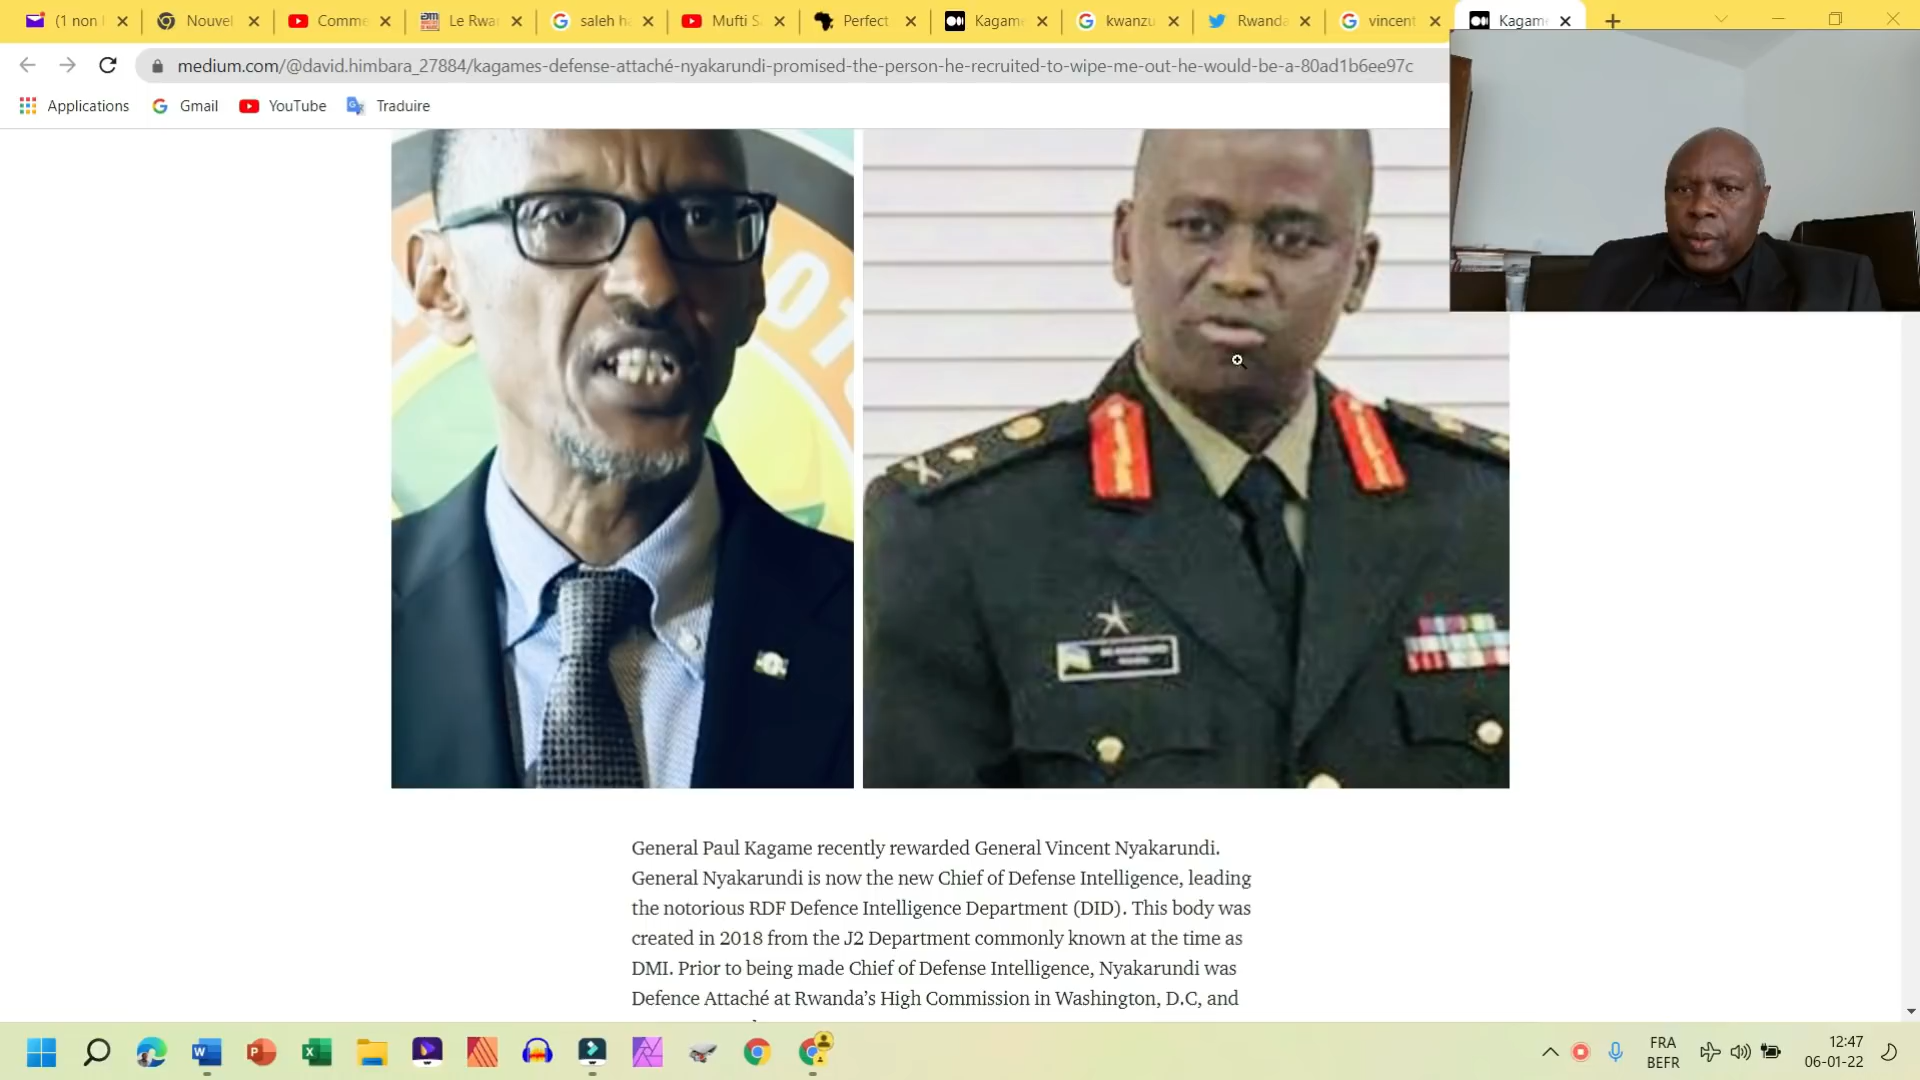 (1 non
Nouvel
Comme
Le Rwa
saleh ha
Mufti S
Perfect
Kagame
kwanzu
Rwanda
vincent
Kagame
medium.com/@david.himbara_27884/kagames-defense-attaché-nyakarundi-promised-the-person-he-recruited-to-wipe-me-out-he-would-be-a-80ad1b6ee97c
Applications
Gmail
YouTube
Traduire
General Paul Kagame recently rewarded General Vincent Nyakarundi.
General Nyakarundi is now the new Chief of Defense Intelligence, leading
the notorious RDF Defence Intelligence Department (DID). This body was
created in 2018 from the J2 Department commonly known at the time as
DMI. Prior to being made Chief of Defense Intelligence, Nyakarundi was
Defence Attaché at Rwanda's High Commission in Washington, D.C, and
FRA
BEFR
12:47
06-01-22